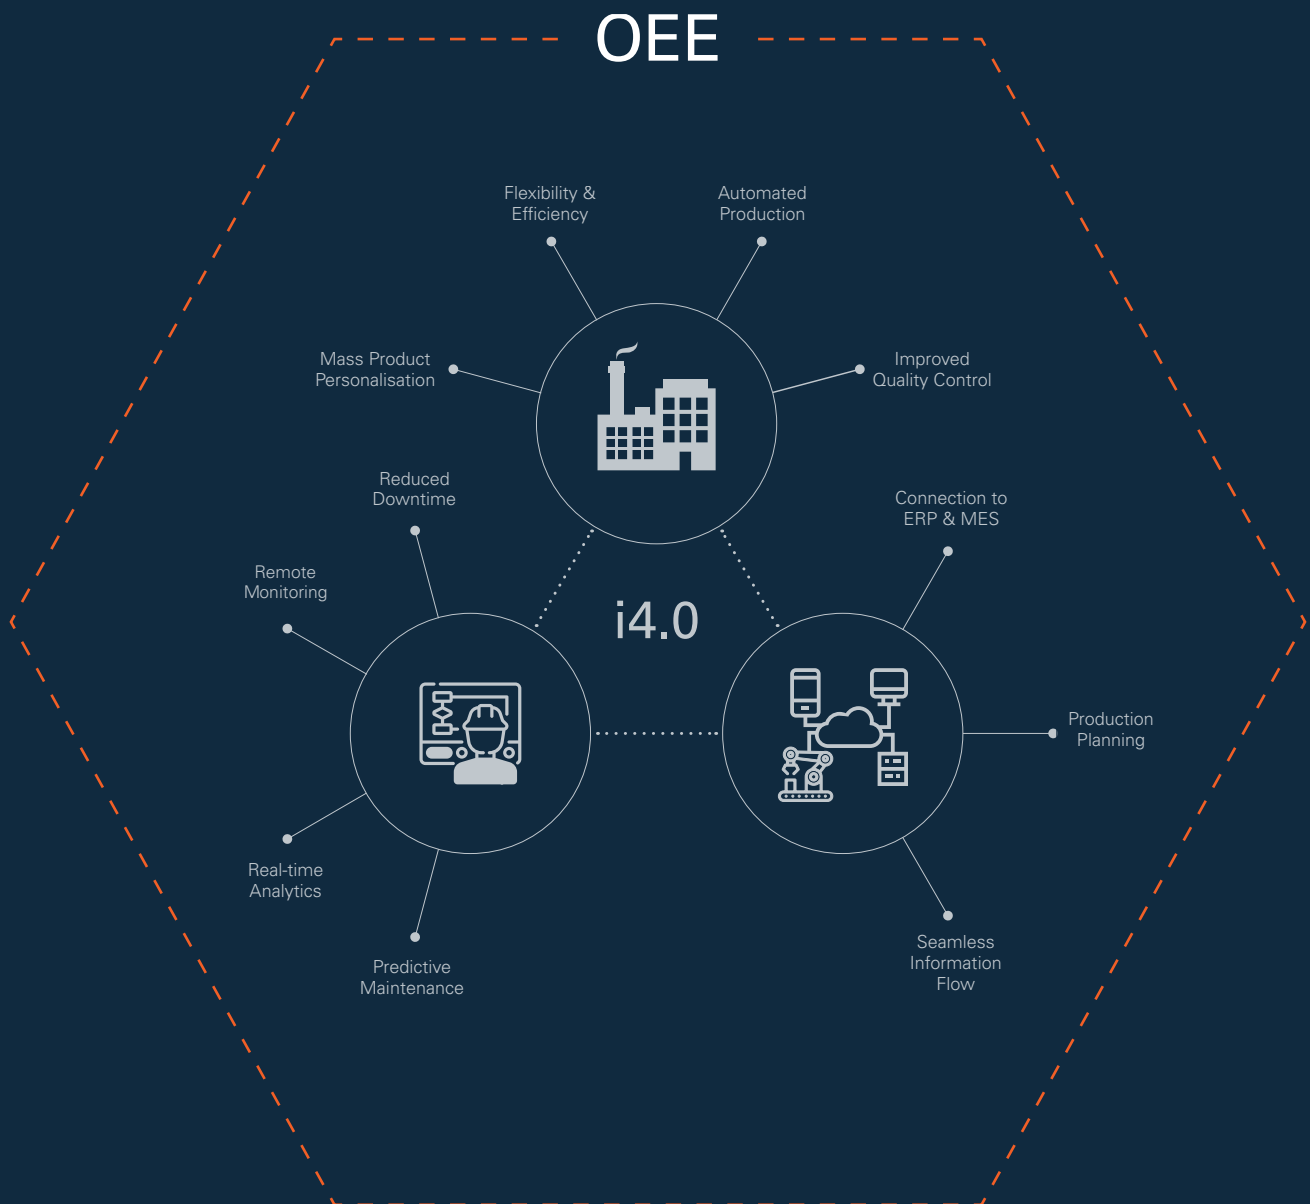 OEE
Flexibility &
Efficiency
Automated
Production
Mass Product
Personalisation
Improved
Quality Control
Reduced
Downtime
Connection to
ERP & MES
Remote
Monitoring
i4.0
Production
Planning
Real-time
Analytics
Seamless
Information
Flow
Predictive
Maintenance